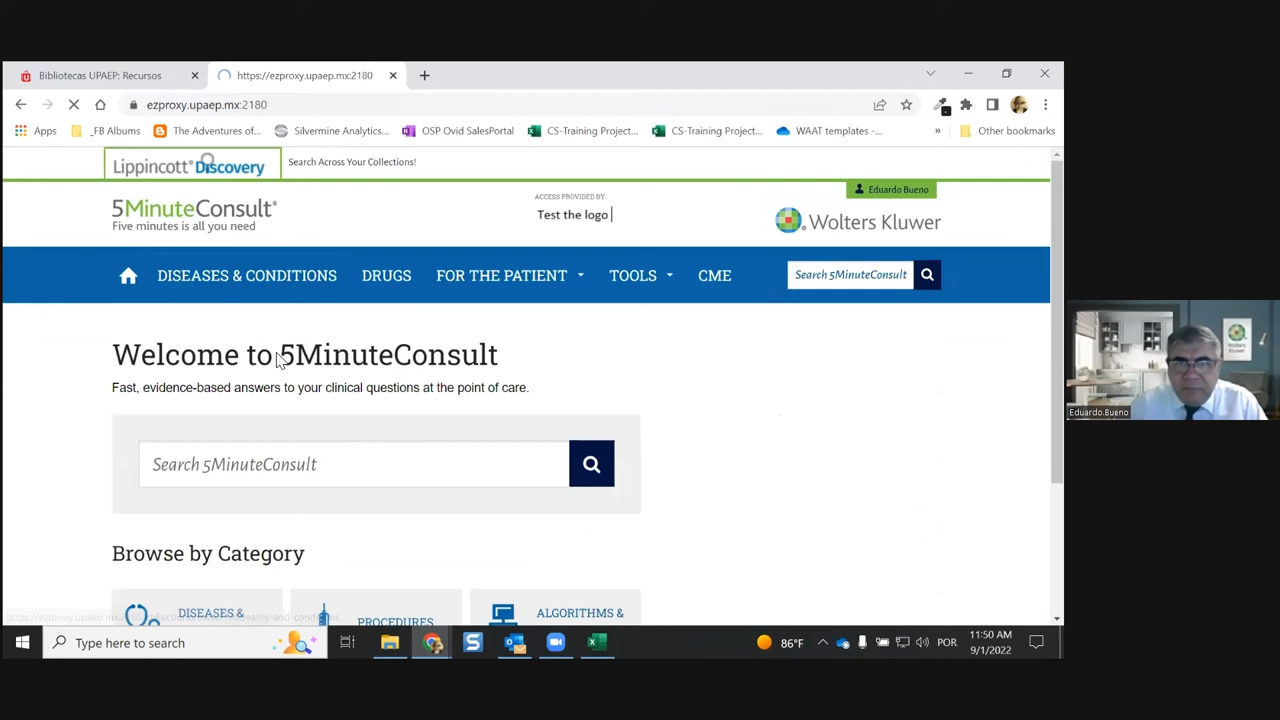 Bibliotecas UPAEP: Recursos
https://ezproxy.upaep.mx:2180
ezproxy.upaep.mx:2180
Apps
_FB Albums
The Adventures of...
Silvermine Analytics...
OSP Ovid SalesPortal
CS-Training Project...
CS-Training Project...
WAAT templates -...
»
Other bookmarks
Lippincott® Discovery
Search Across Your Collections!
Eduardo Bueno
5MinuteConsult®
Five minutes is all you need
ACCESS PROVIDED BY:
Test the logo
Wolters Kluwer
DISEASES & CONDITIONS
DRUGS
FOR THE PATIENT
TOOLS
CME
Search 5MinuteConsult
Welcome to 5MinuteConsult
Fast, evidence-based answers to your clinical questions at the point of care.
Search 5MinuteConsult
Browse by Category
DISEASES &
PROCEDURES
ALGORITHMS &
Type here to search
86°F
POR
11:50 AM
9/1/2022
Wolters Kluwer
Eduardo.Bueno